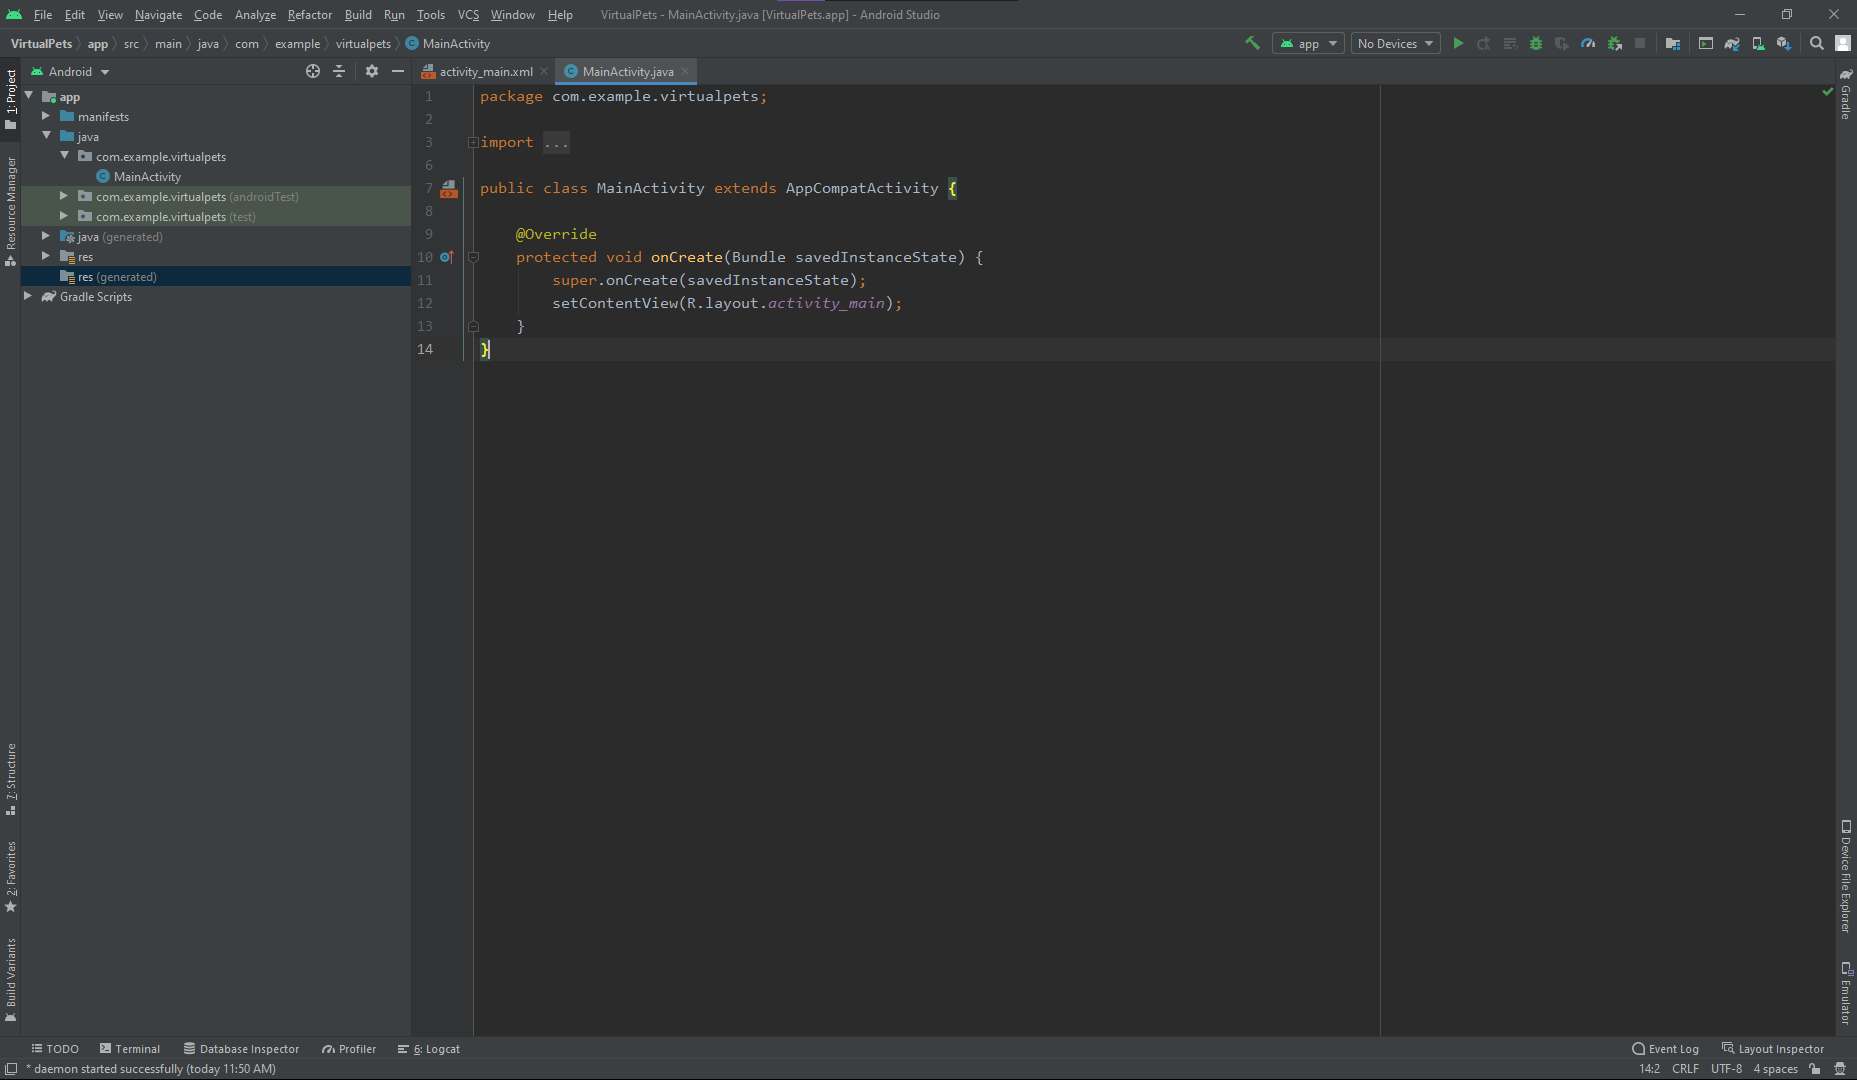 File Edit View Navigate Code Analyze Refactor Build Run Tools VCS Window Help VirtualPets - MainActivity.java [VirtualPets.app] - Android Studio
VirtualPets app src main java com example virtualpets MainActivity app No Devices
Android
activity_main.xml MainActivity.java
1: Project
Resource Manager
7: Structure
2: Favorites
Build Variants
app
manifests
java
com.example.virtualpets
MainActivity
com.example.virtualpets (androidTest)
com.example.virtualpets (test)
java (generated)
res
res (generated)
Gradle Scripts
1 package com.example.virtualpets;
2
3 import ...
6
7 public class MainActivity extends AppCompatActivity {
8
9 @Override
10 protected void onCreate(Bundle savedInstanceState) {
11 super.onCreate(savedInstanceState);
12 setContentView(R.layout.activity_main);
13 }
14 }
Gradle
Device File Explorer
Emulator
TODO Terminal Database Inspector Profiler 6: Logcat Event Log Layout Inspector
* daemon started successfully (today 11:50 AM) 14:2 CRLF UTF-8 4 spaces